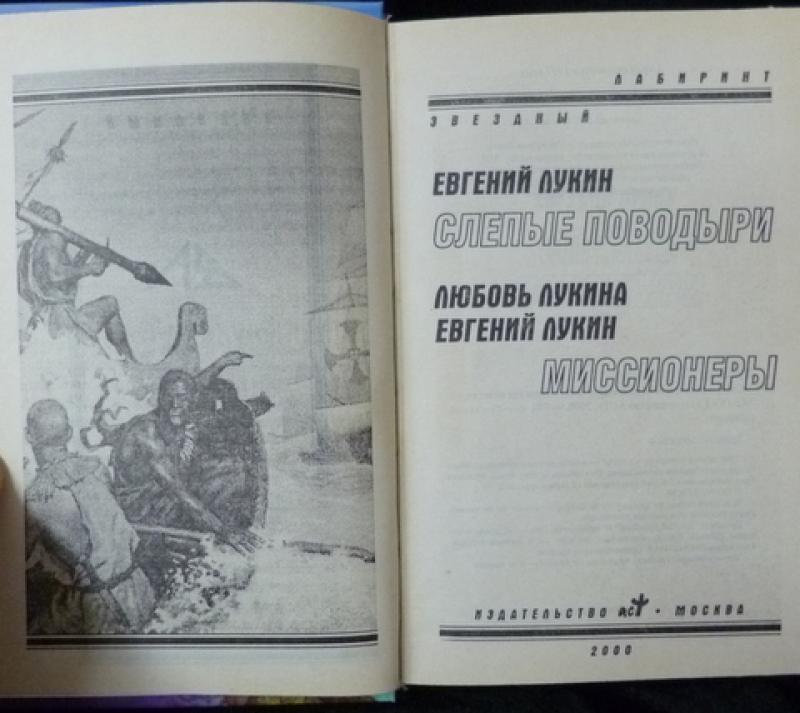 ЛАБИРИНТ
ЗВЕЗДНЫЙ
ЕВГЕНИЙ ЛУКИН
СЛЕПЫЕ ПОВОДЫРИ
ЛЮБОВЬ ЛУКИНА
ЕВГЕНИЙ ЛУКИН
МИССИОНЕРЫ
ИЗДАТЕЛЬСТВО АСТ • МОСКВА
2000